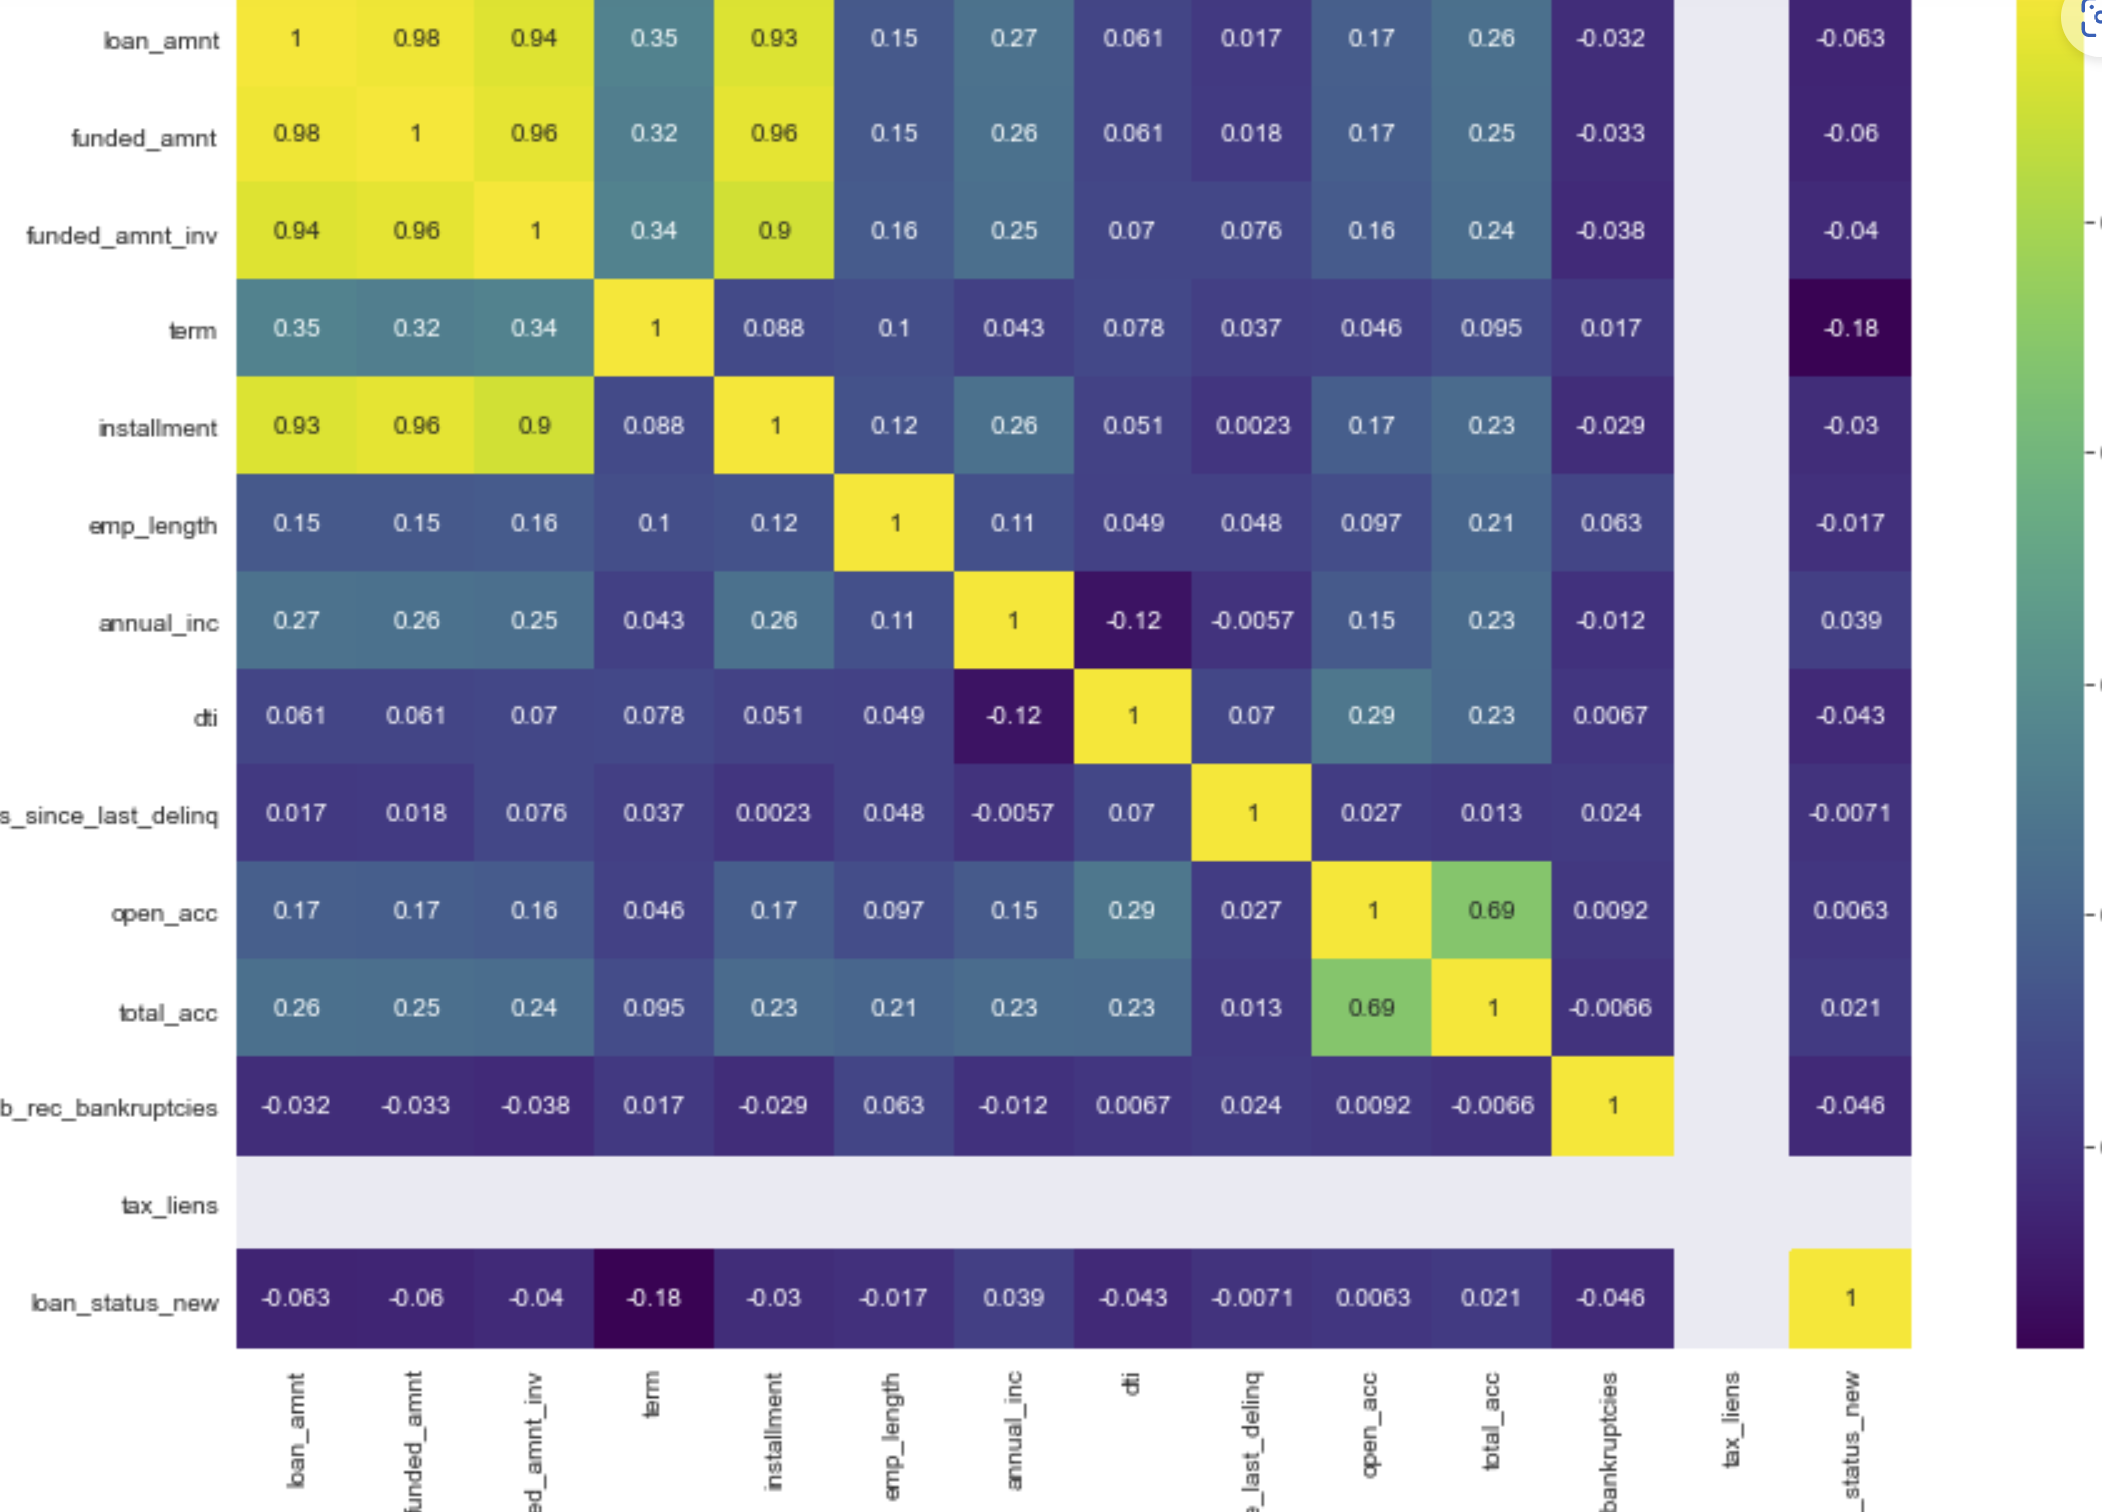 loan_amnt 1 0.98 0.94 0.35 0.93 0.15 0.27 0.061 0.017 0.17 0.26 -0.032 -0.063
funded_amnt 0.98 1 0.96 0.32 0.96 0.15 0.26 0.061 0.018 0.17 0.25 -0.033 -0.06
funded_amnt_inv 0.94 0.96 1 0.34 0.9 0.16 0.25 0.07 0.076 0.16 0.24 -0.038 -0.04
term 0.35 0.32 0.34 1 0.088 0.1 0.043 0.078 0.037 0.046 0.095 0.017 -0.18
installment 0.93 0.96 0.9 0.088 1 0.12 0.26 0.051 0.0023 0.17 0.23 -0.029 -0.03
emp_length 0.15 0.15 0.16 0.1 0.12 1 0.11 0.049 0.048 0.097 0.21 0.063 -0.017
annual_inc 0.27 0.26 0.25 0.043 0.26 0.11 1 -0.12 -0.0057 0.15 0.23 -0.012 0.039
dti 0.061 0.061 0.07 0.078 0.051 0.049 -0.12 1 0.07 0.29 0.23 0.0067 -0.043
s_since_last_delinq 0.017 0.018 0.076 0.037 0.0023 0.048 -0.0057 0.07 1 0.027 0.013 0.024 -0.0071
open_acc 0.17 0.17 0.16 0.046 0.17 0.097 0.15 0.29 0.027 1 0.69 0.0092 0.0063
total_acc 0.26 0.25 0.24 0.095 0.23 0.21 0.23 0.23 0.013 0.69 1 -0.0066 0.021
b_rec_bankruptcies -0.032 -0.033 -0.038 0.017 -0.029 0.063 -0.012 0.0067 0.024 0.0092 -0.0066 1 -0.046
tax_liens
loan_status_new -0.063 -0.06 -0.04 -0.18 -0.03 -0.017 0.039 -0.043 -0.0071 0.0063 0.021 -0.046 1
loan_amnt
funded_amnt
ed_amnt_inv
term
installment
emp_length
annual_inc
dti
e_last_delinq
open_acc
total_acc
bankruptcies
tax_liens
_status_new